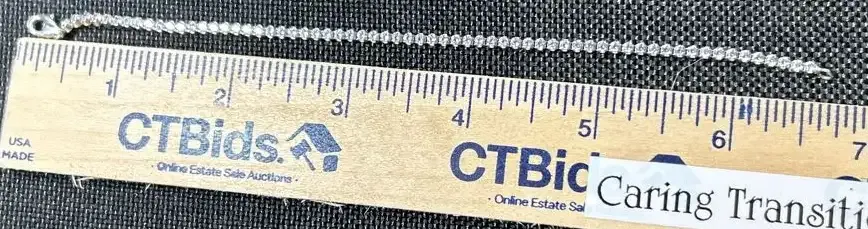 1 2 3 4 5 6 7
USA
MADE
CTBids.
· Online Estate Sale Auctions ·
CTBid
· Online Estate Sa
Caring Transiti